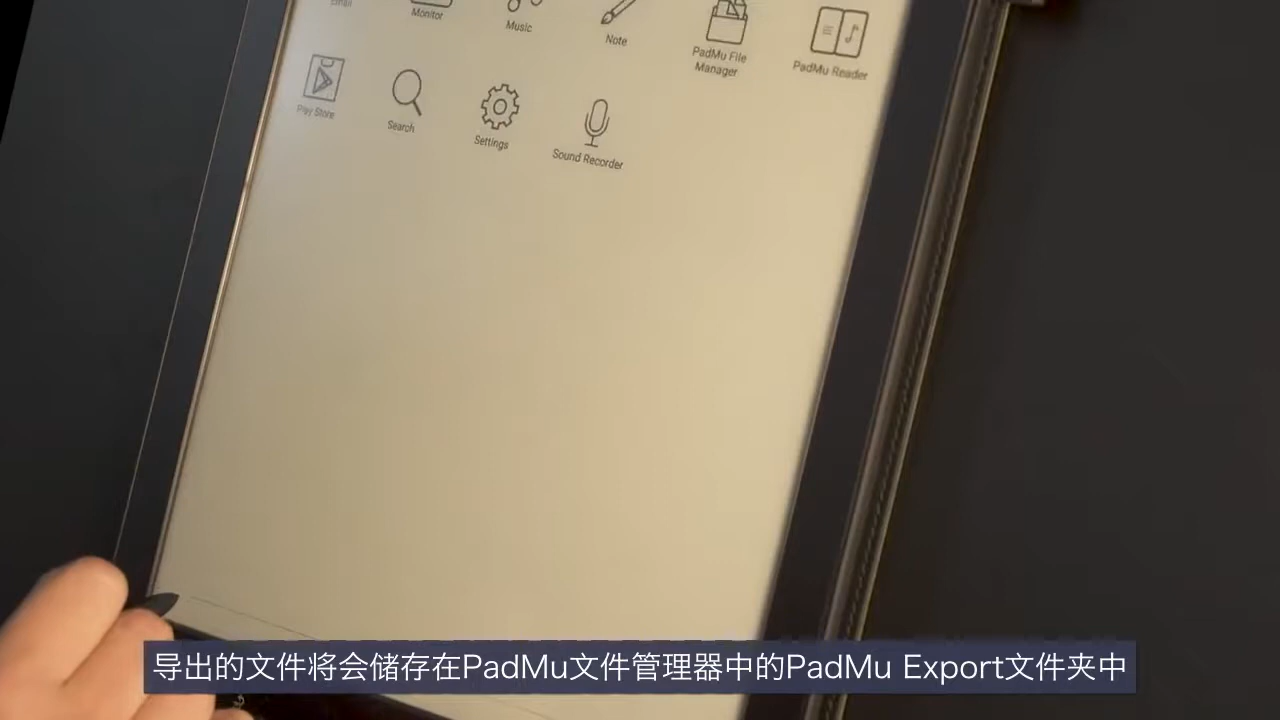 Email
Monitor
Music
Note
PadMu File
Manager
PadMu Reader
Play Store
Search
Settings
Sound Recorder
导出的文件将会储存在PadMu文件管理器中的PadMu Export文件夹中